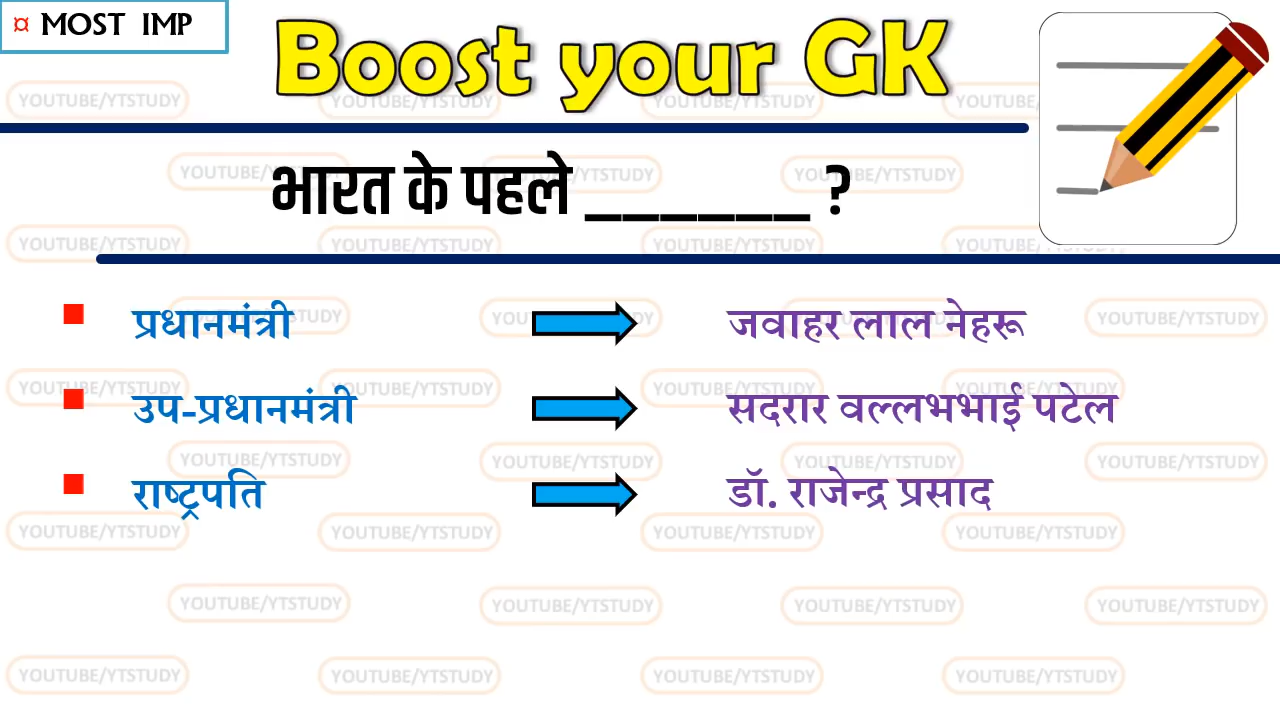 ¤ MOST IMP
Boost your GK
भारत के पहले ______ ?
प्रधानमंत्री जवाहर लाल नेहरू
उप-प्रधानमंत्री सदरार वल्लभभाई पटेल
राष्ट्रपति डॉ. राजेन्द्र प्रसाद
YOUTUBE/YTSTUDY